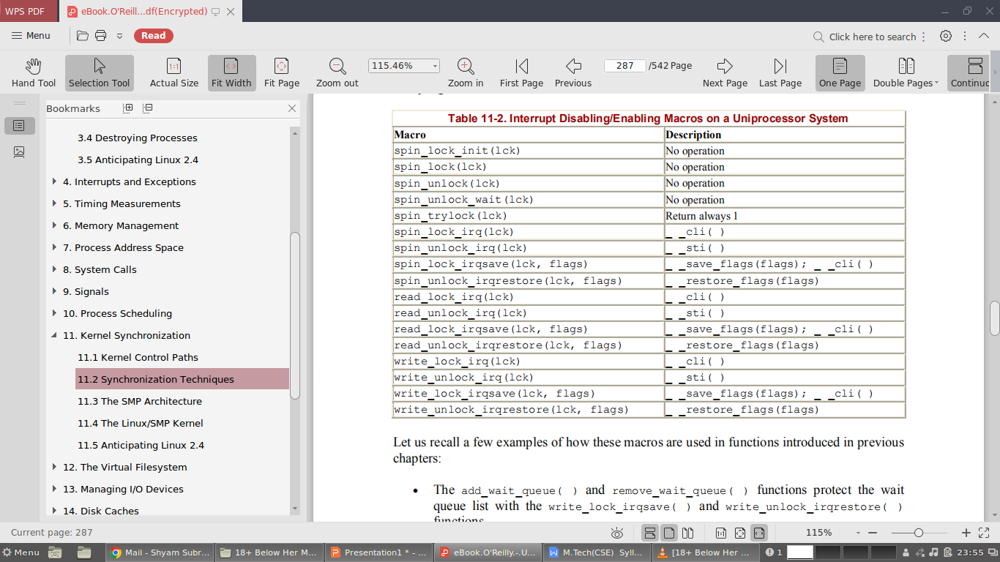 WPS PDF
eBook.O'Reill...df(Encrypted)
Menu
Read
Click here to search
Hand Tool
Selection Tool
Actual Size
Fit Width
Fit Page
Zoom out
115.46%
Zoom in
First Page
Previous
287 /542 Page
Next Page
Last Page
One Page
Double Pages
Continuc
Bookmarks
3.4 Destroying Processes
3.5 Anticipating Linux 2.4
4. Interrupts and Exceptions
5. Timing Measurements
6. Memory Management
7. Process Address Space
8. System Calls
9. Signals
10. Process Scheduling
11. Kernel Synchronization
11.1 Kernel Control Paths
11.2 Synchronization Techniques
11.3 The SMP Architecture
11.4 The Linux/SMP Kernel
11.5 Anticipating Linux 2.4
12. The Virtual Filesystem
13. Managing I/O Devices
14. Disk Caches
Table 11-2. Interrupt Disabling/Enabling Macros on a Uniprocessor System
Macro Description
spin_lock_init(lck) No operation
spin_lock(lck) No operation
spin_unlock(lck) No operation
spin_unlock_wait(lck) No operation
spin_trylock(lck) Return always 1
spin_lock_irq(lck) _ _cli( )
spin_unlock_irq(lck) _ _sti( )
spin_lock_irqsave(lck, flags) _ _save_flags(flags); _ _cli( )
spin_unlock_irqrestore(lck, flags) _ _restore_flags(flags)
read_lock_irq(lck) _ _cli( )
read_unlock_irq(lck) _ _sti( )
read_lock_irqsave(lck, flags) _ _save_flags(flags); _ _cli( )
read_unlock_irqrestore(lck, flags) _ _restore_flags(flags)
write_lock_irq(lck) _ _cli( )
write_unlock_irq(lck) _ _sti( )
write_lock_irqsave(lck, flags) _ _save_flags(flags); _ _cli( )
write_unlock_irqrestore(lck, flags) _ _restore_flags(flags)
Let us recall a few examples of how these macros are used in functions introduced in previous
chapters:
• The add_wait_queue( ) and remove_wait_queue( ) functions protect the wait
queue list with the write_lock_irqsave( ) and write_unlock_irqrestore( )
functions.
Current page: 287
115%
Menu
Mail - Shyam Subr...
18+ Below Her M...
Presentation1 * - ...
eBook.O'Reilly.-.U...
M.Tech(CSE) Syll...
[18+ Below Her ...
1
23:55